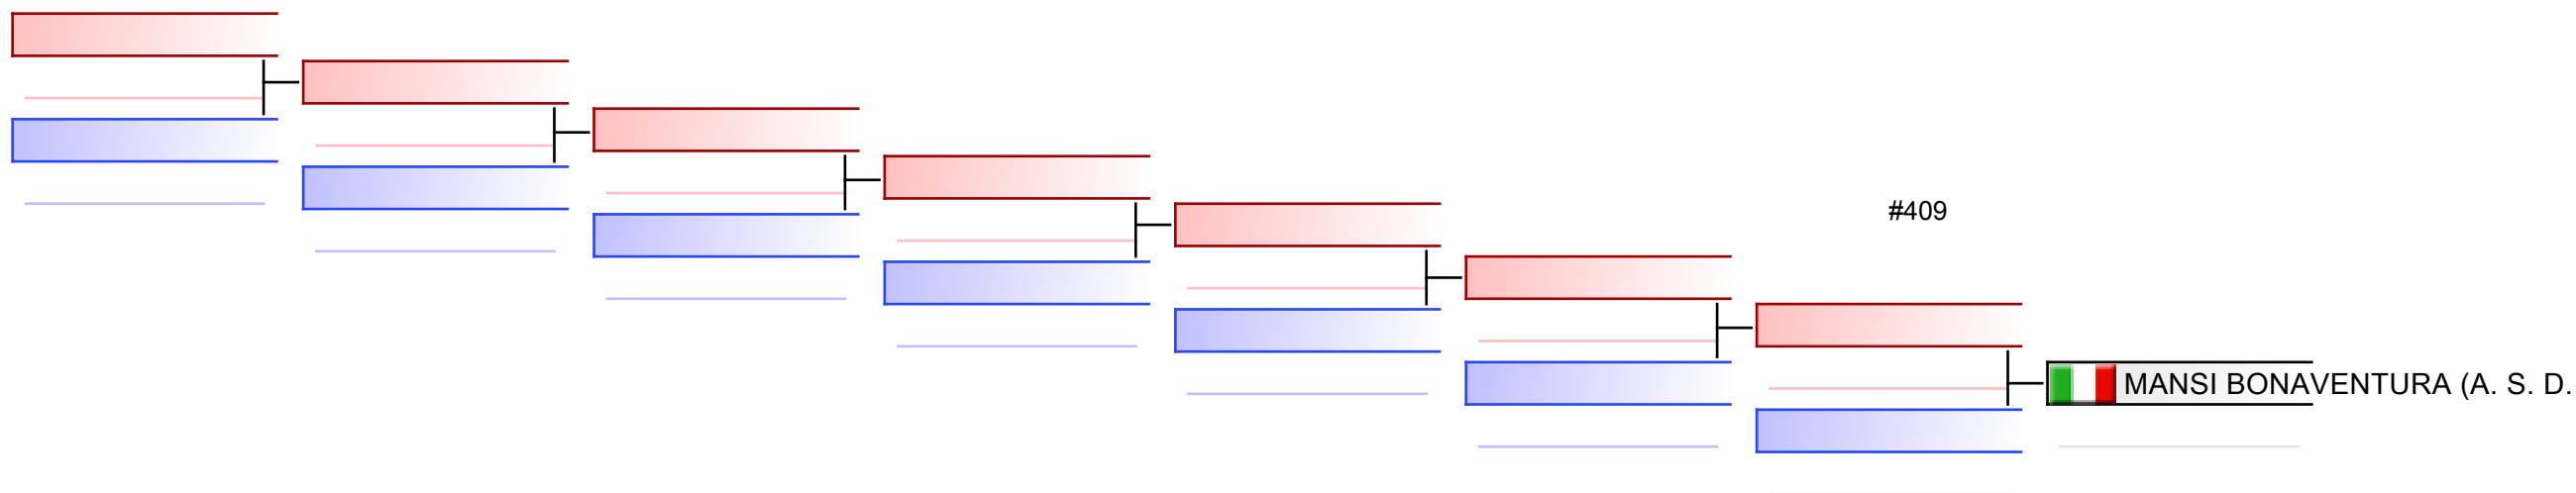 #409
MANSI BONAVENTURA (A. S. D.